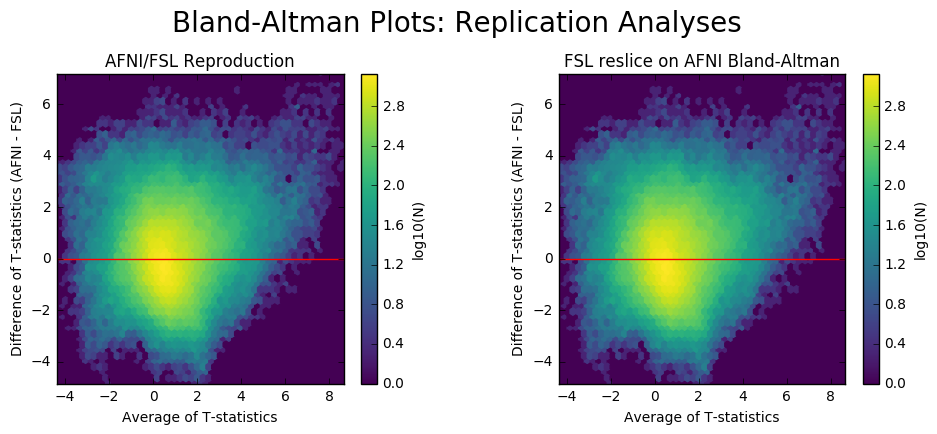 Bland-Altman Plots: Replication Analyses
AFNI/FSL Reproduction
Difference of T-statistics (AFNI - FSL)
6
4
2
0
−2
−4
−4 −2 0 2 4 6 8
Average of T-statistics
2.8
2.4
2.0
1.6
1.2
0.8
0.4
0.0
log10(N)
FSL reslice on AFNI Bland-Altman
Difference of T-statistics (AFNI - FSL)
6
4
2
0
−2
−4
−4 −2 0 2 4 6 8
Average of T-statistics
2.8
2.4
2.0
1.6
1.2
0.8
0.4
0.0
log10(N)